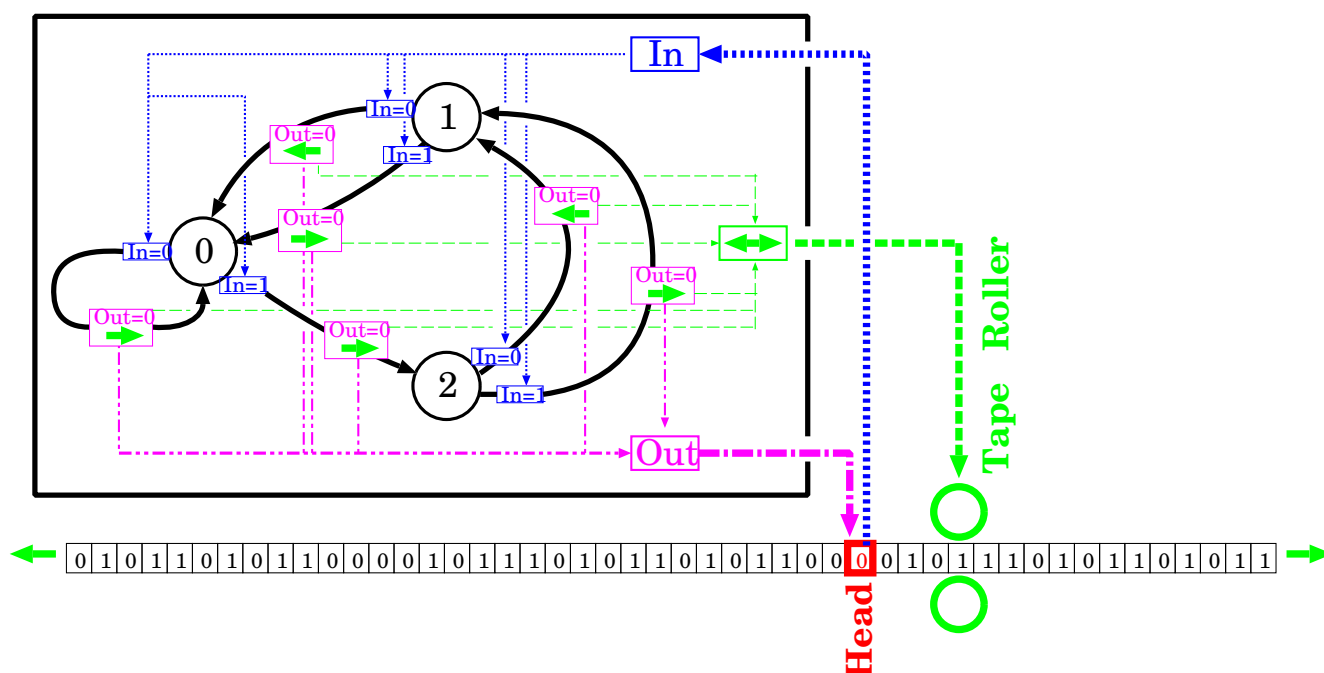 In
In=0
1
Out=0
In=1
Out=0
Out=0
In=0
0
In=1
Out=0
Out=0
Out=0
In=0
2
In=1
Tape Roller
Out
0 1 0 1 1 0 1 0 1 1 0 0 0 0 1 0 1 1 1 0 1 0 1 1 0 1 0 1 1 0 0 0 0 1 0 1 1 1 0 1 0 1 1 0 1 0 1 1
Head